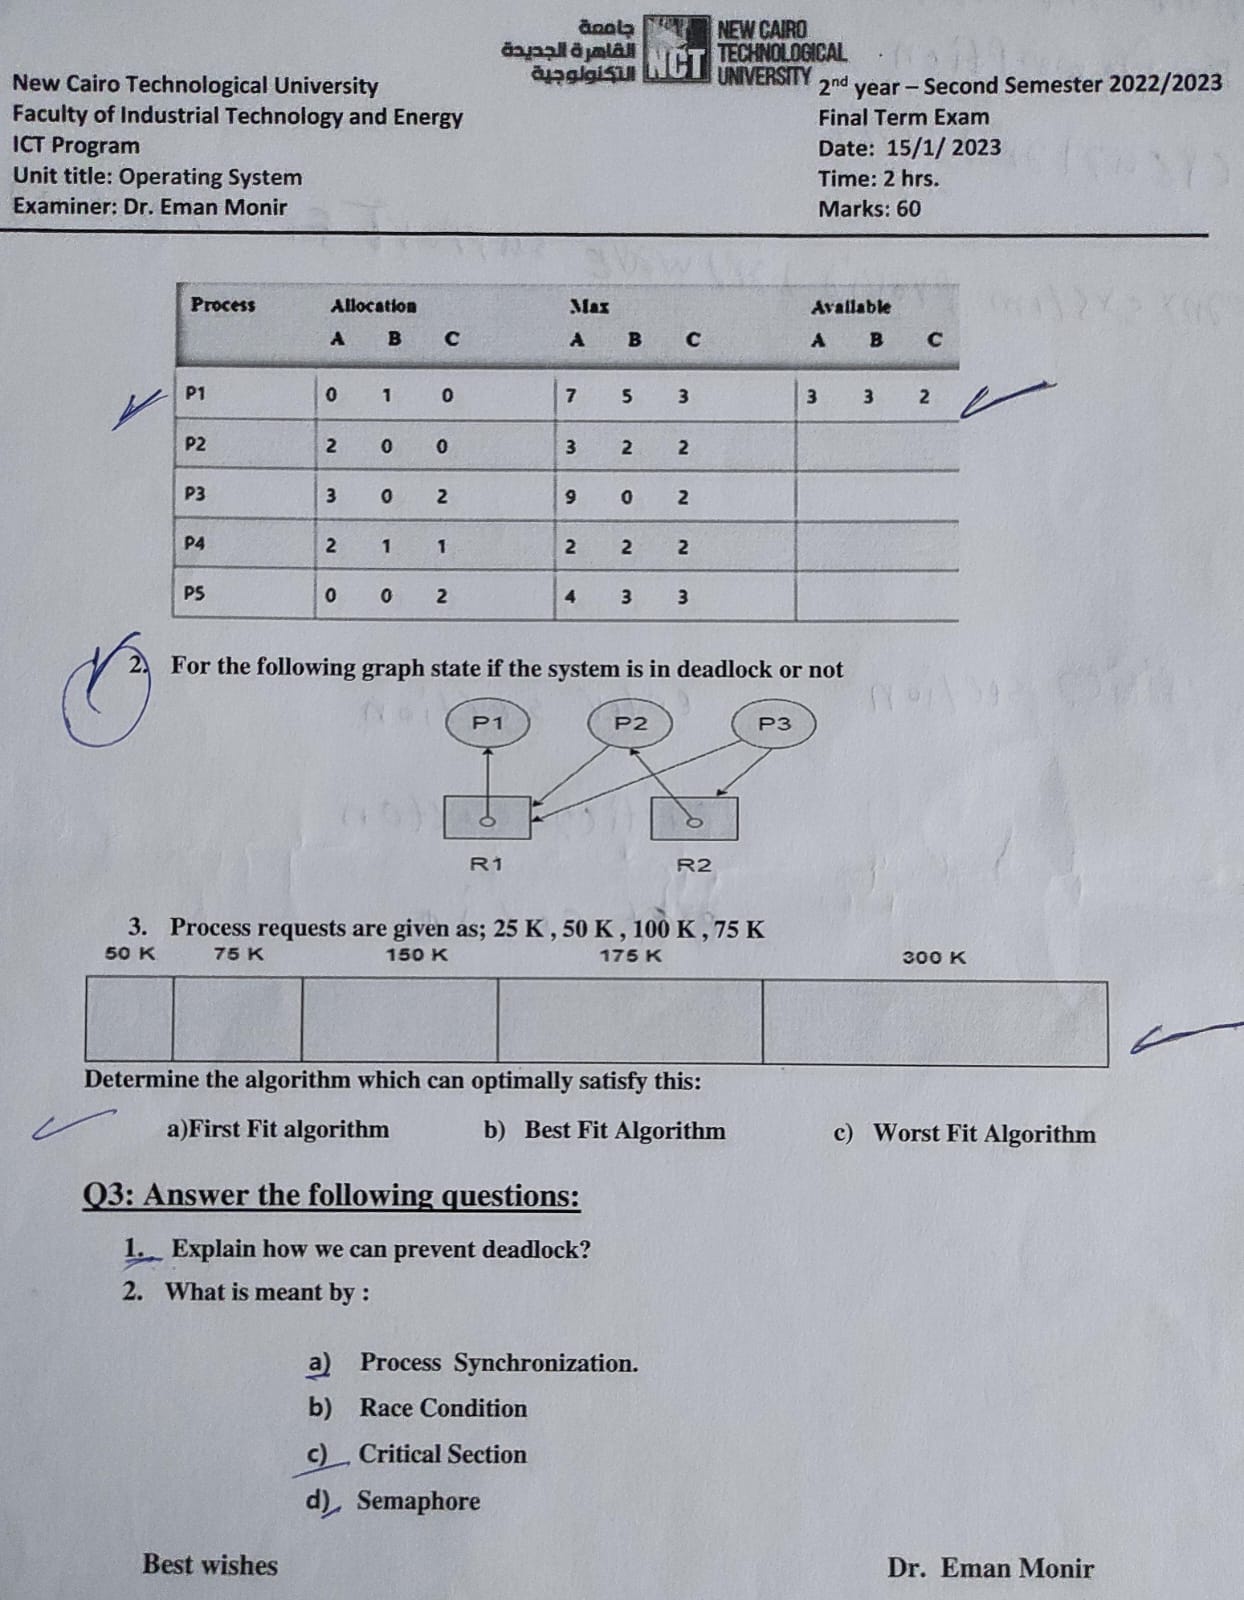 جامعة
القاهرة الجديدة
التكنولوجية
NCT
NEW CAIRO
TECHNOLOGICAL
UNIVERSITY
New Cairo Technological University
Faculty of Industrial Technology and Energy
ICT Program
Unit title: Operating System
Examiner: Dr. Eman Monir
2nd year – Second Semester 2022/2023
Final Term Exam
Date: 15/1/ 2023
Time: 2 hrs.
Marks: 60
Process Allocation Max Available
A B C A B C A B C
P1 0 1 0 7 5 3 3 3 2
P2 2 0 0 3 2 2
P3 3 0 2 9 0 2
P4 2 1 1 2 2 2
P5 0 0 2 4 3 3
2. For the following graph state if the system is in deadlock or not
P1 P2 P3
R1 R2
3. Process requests are given as; 25 K , 50 K , 100 K , 75 K
50 K 75 K 150 K 175 K 300 K
Determine the algorithm which can optimally satisfy this:
a)First Fit algorithm b) Best Fit Algorithm c) Worst Fit Algorithm
Q3: Answer the following questions:
1. Explain how we can prevent deadlock?
2. What is meant by :
a) Process Synchronization.
b) Race Condition
c) Critical Section
d) Semaphore
Best wishes Dr. Eman Monir